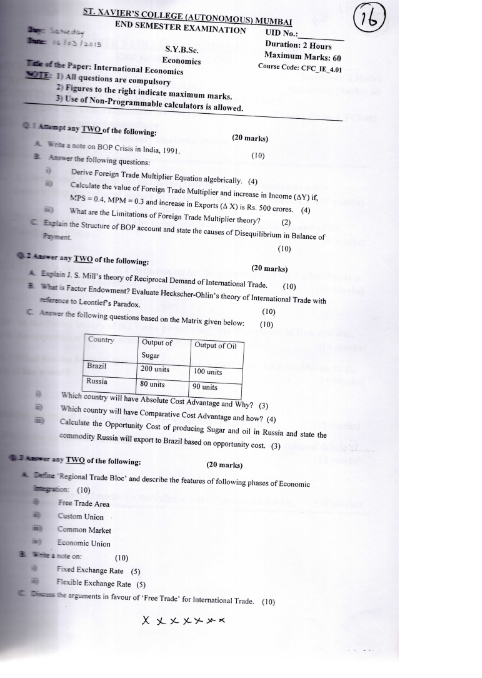 ST. XAVIER'S COLLEGE (AUTONOMOUS) MUMBAI
16
END SEMESTER EXAMINATION
UID No.:
Day: Saturday
Duration: 2 Hours
Date: 14/03/2015
S.Y.B.Sc.
Maximum Marks: 60
Economics
Course Code: CFC_IE_4.01
Title of the Paper: International Economics
NOTE: 1) All questions are compulsory
2) Figures to the right indicate maximum marks.
3) Use of Non-Programmable calculators is allowed.
Q.1 Attempt any TWO of the following: (20 marks)
A. Write a note on BOP Crisis in India, 1991. (10)
B. Answer the following questions:
i) Derive Foreign Trade Multiplier Equation algebrically. (4)
ii) Calculate the value of Foreign Trade Multiplier and increase in Income (ΔY) if,
MPS = 0.4, MPM = 0.3 and increase in Exports (Δ X) is Rs. 500 crores. (4)
iii) What are the Limitations of Foreign Trade Multiplier theory? (2)
C. Explain the Structure of BOP account and state the causes of Disequilibrium in Balance of
Payment. (10)
Q.2 Answer any TWO of the following: (20 marks)
A. Explain J. S. Mill's theory of Reciprocal Demand of International Trade. (10)
B. What is Factor Endowment? Evaluate Heckscher-Ohlin's theory of International Trade with
reference to Leontief's Paradox. (10)
C. Answer the following questions based on the Matrix given below: (10)
Country Output of Sugar Output of Oil
Brazil 200 units 100 units
Russia 80 units 90 units
i) Which country will have Absolute Cost Advantage and Why? (3)
ii) Which country will have Comparative Cost Advantage and how? (4)
iii) Calculate the Opportunity Cost of producing Sugar and oil in Russia and state the
commodity Russia will export to Brazil based on opportunity cost. (3)
Q.3 Answer any TWO of the following: (20 marks)
A. Define 'Regional Trade Bloc' and describe the features of following phases of Economic
Integration: (10)
i) Free Trade Area
ii) Custom Union
iii) Common Market
iv) Economic Union
B. Write a note on: (10)
i) Fixed Exchange Rate (5)
ii) Flexible Exchange Rate (5)
C. Discuss the arguments in favour of 'Free Trade' for International Trade. (10)
X X X X X X X